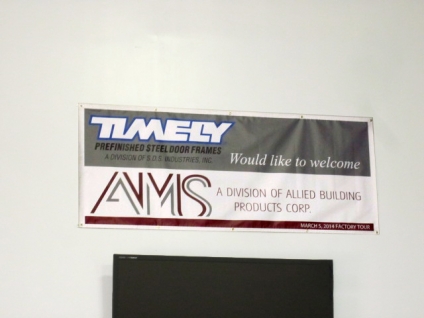 TIMELY
PREFINISHED STEEL DOOR FRAMES
A DIVISION OF S.D.S. INDUSTRIES, INC.
Would like to welcome
AMS A DIVISION OF ALLIED BUILDING
PRODUCTS CORP.
MARCH 5, 2014 FACTORY TOUR